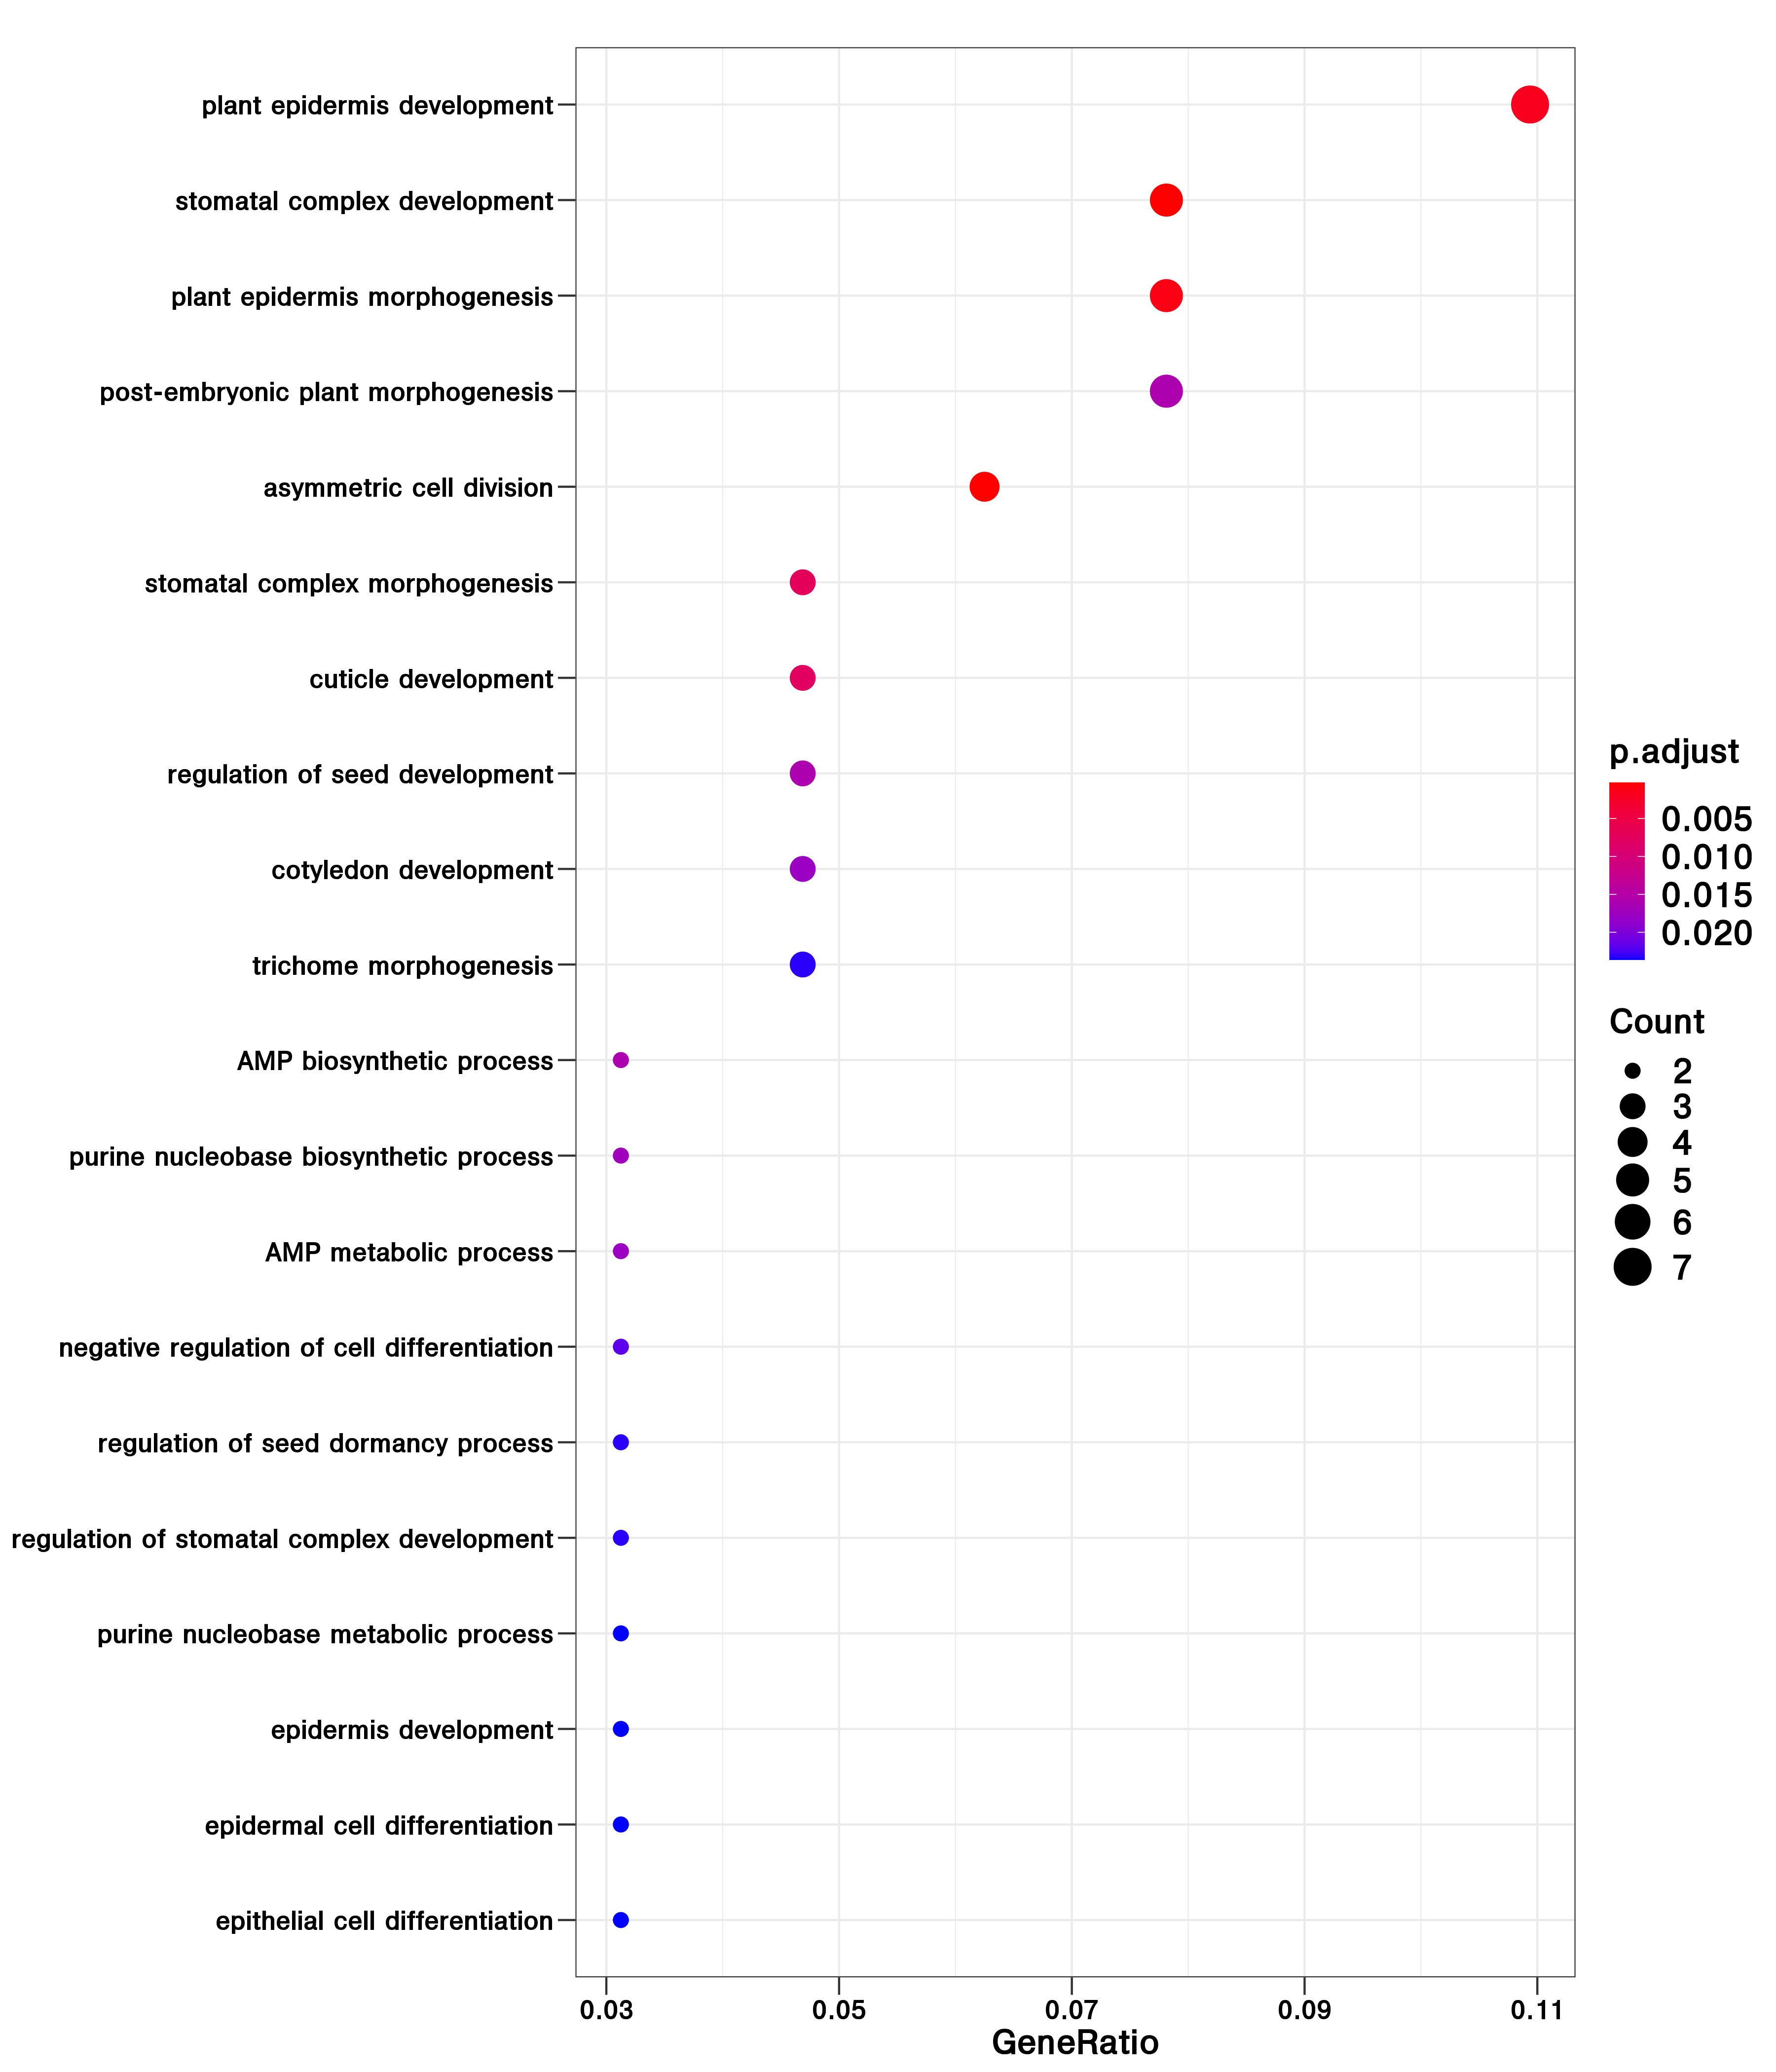 plant epidermis development
stomatal complex development
plant epidermis morphogenesis
post-embryonic plant morphogenesis
asymmetric cell division
stomatal complex morphogenesis
cuticle development
regulation of seed development
cotyledon development
trichome morphogenesis
AMP biosynthetic process
purine nucleobase biosynthetic process
AMP metabolic process
negative regulation of cell differentiation
regulation of seed dormancy process
regulation of stomatal complex development
purine nucleobase metabolic process
epidermis development
epidermal cell differentiation
epithelial cell differentiation
0.03 0.05 0.07 0.09 0.11
GeneRatio
p.adjust
0.005
0.010
0.015
0.020
Count
2
3
4
5
6
7